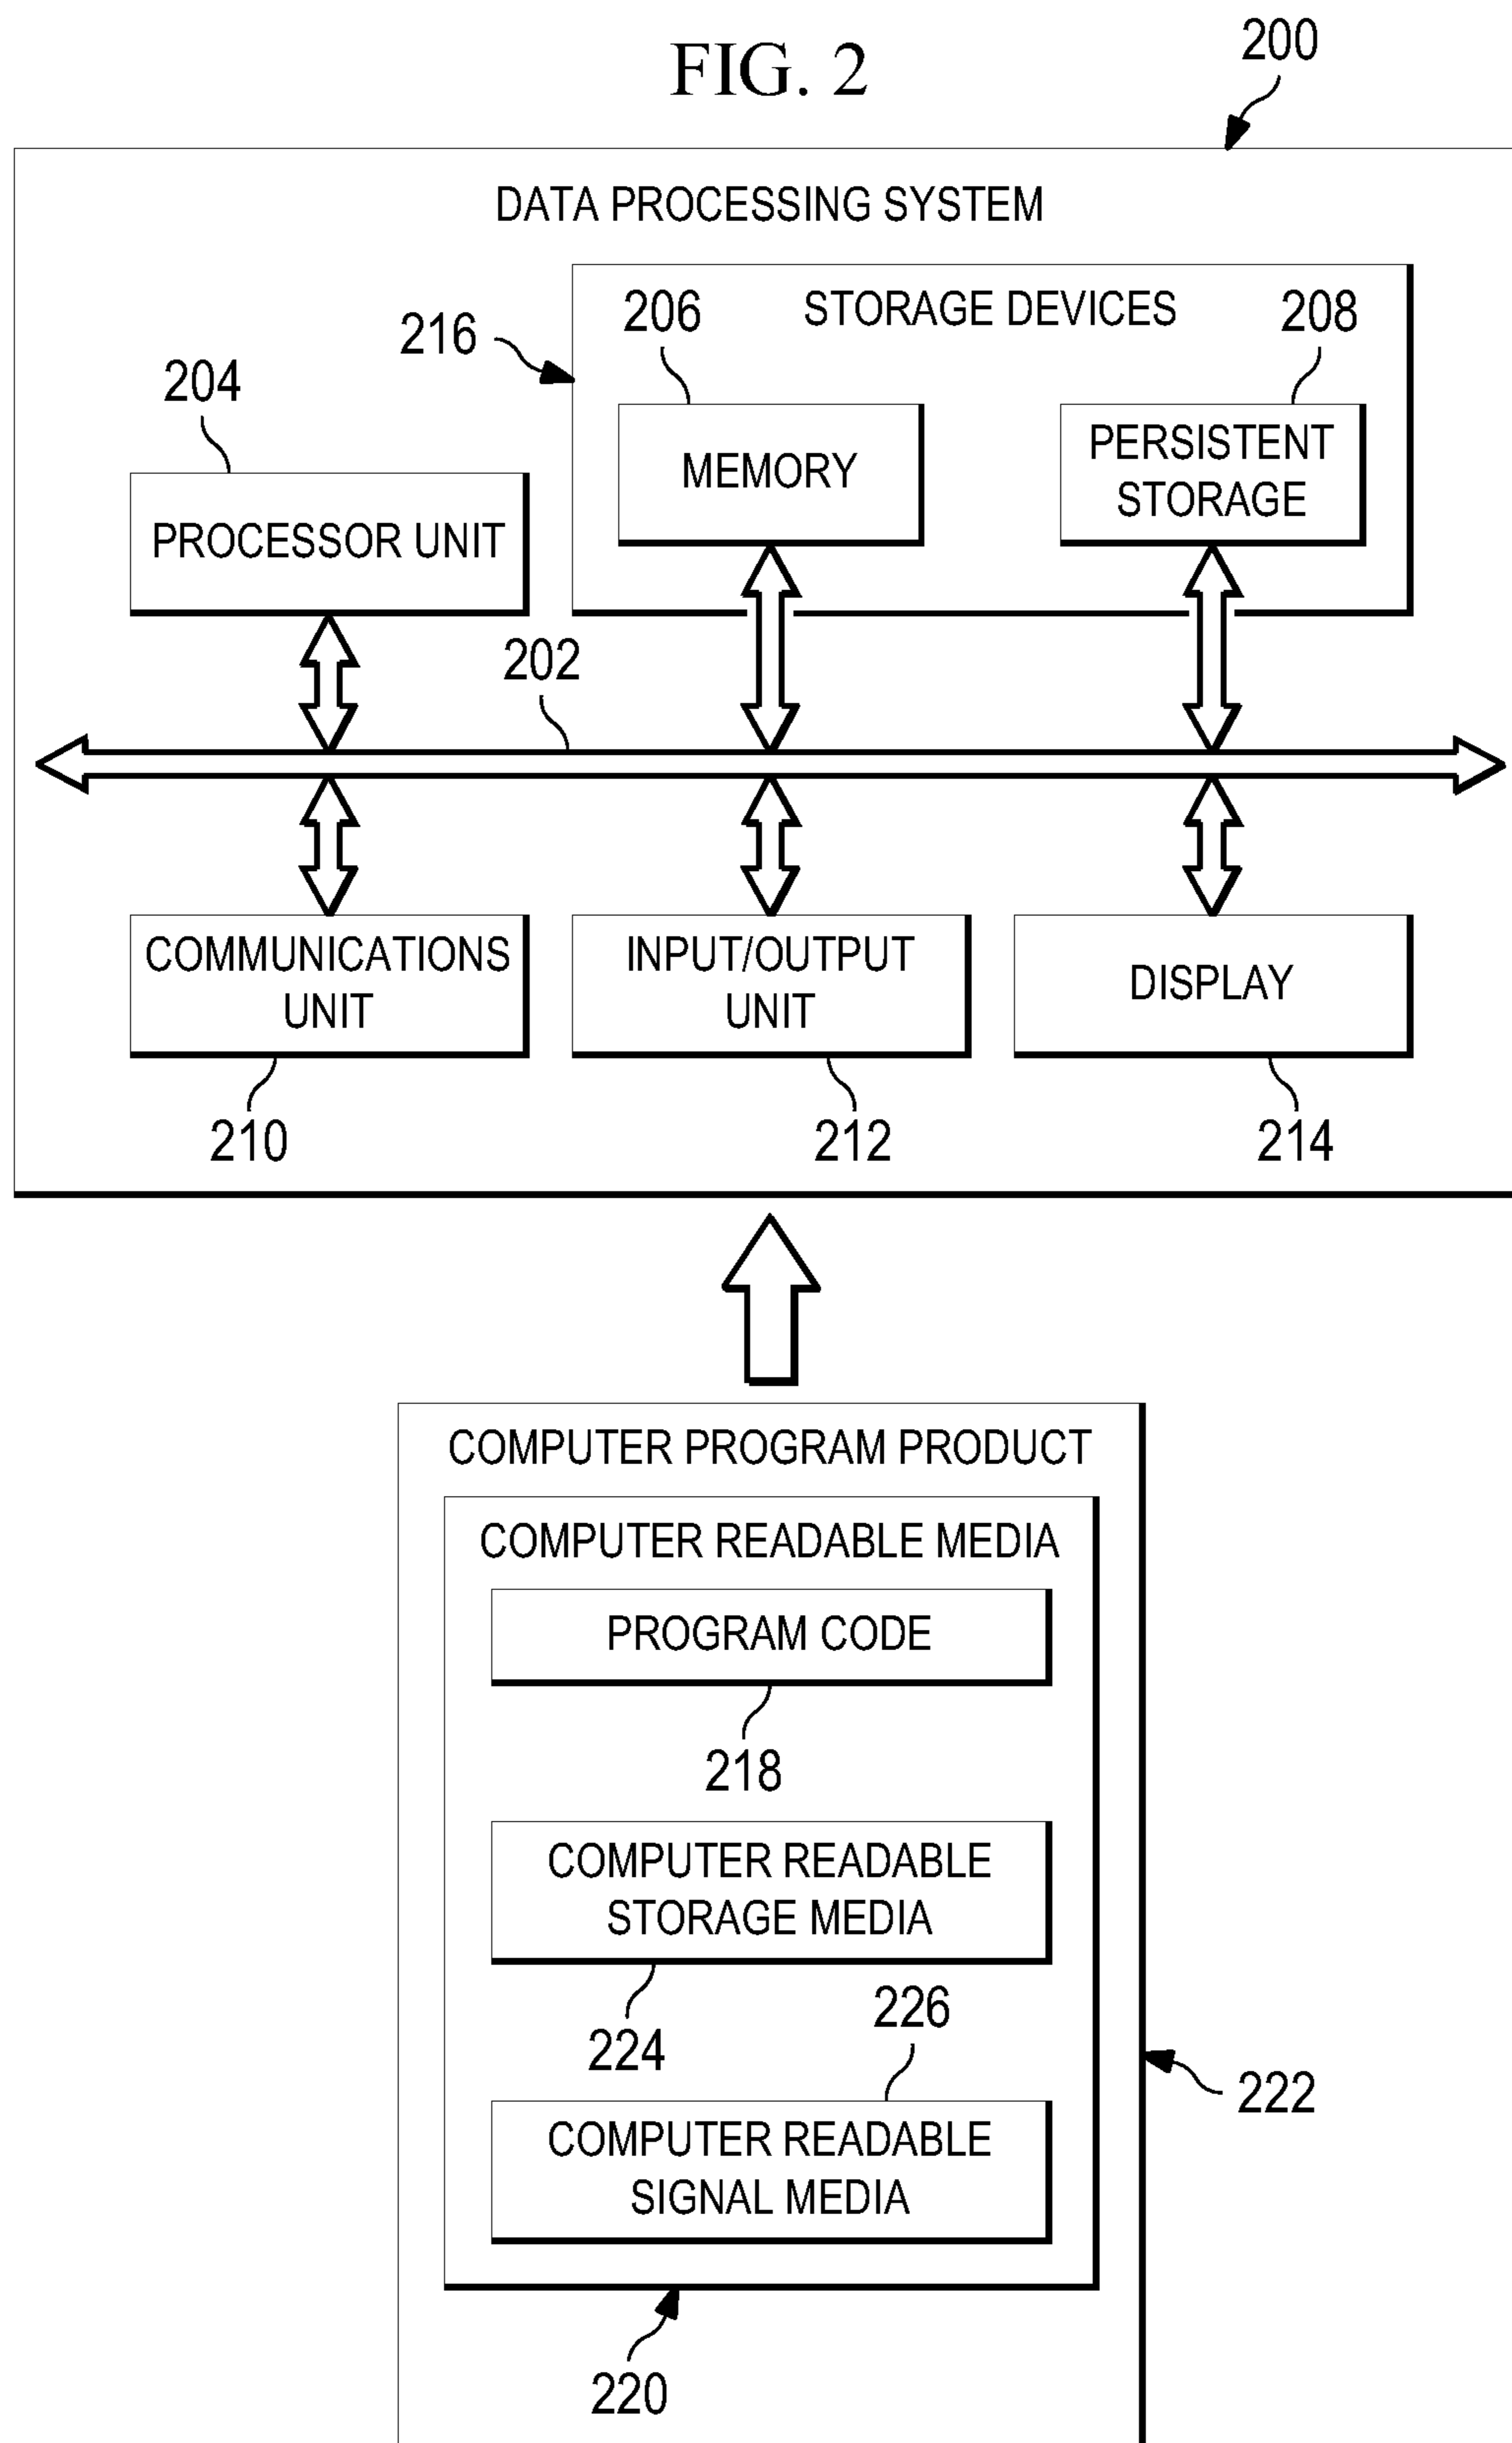 FIG. 2
200
DATA PROCESSING SYSTEM
216
206
STORAGE DEVICES
208
204
MEMORY
PERSISTENT
STORAGE
PROCESSOR UNIT
202
COMMUNICATIONS
UNIT
INPUT/OUTPUT
UNIT
DISPLAY
210
212
214
COMPUTER PROGRAM PRODUCT
COMPUTER READABLE MEDIA
PROGRAM CODE
218
COMPUTER READABLE
STORAGE MEDIA
224
226
COMPUTER READABLE
SIGNAL MEDIA
222
220